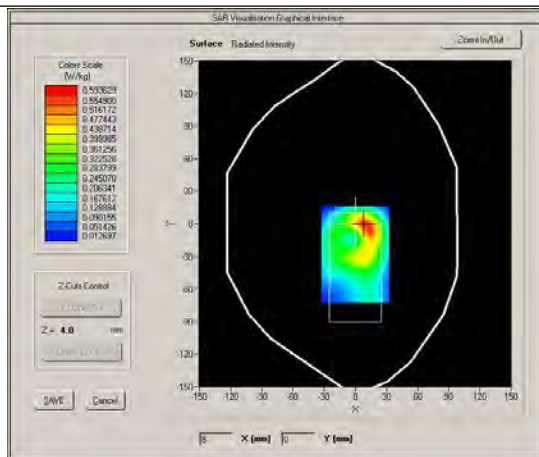 SAR Visualisation Graphical Interface
Surface Radiated Intensity
Zoom In/Out
Colors Scale
(W/kg)
0.593629
0.554900
0.516172
0.477443
0.438714
0.399985
0.361256
0.322528
0.283799
0.245070
0.206341
0.167612
0.128884
0.090155
0.051426
0.012697
150
120
90
60
30
0
-30
-60
-90
-120
-150
Y
-150 -120 -90 -60 -30 0 30 60 90 120 150
X
Z-Cuts Control
Z = 4.0 mm
SAVE Cancel
8 X (mm) 0 Y (mm)